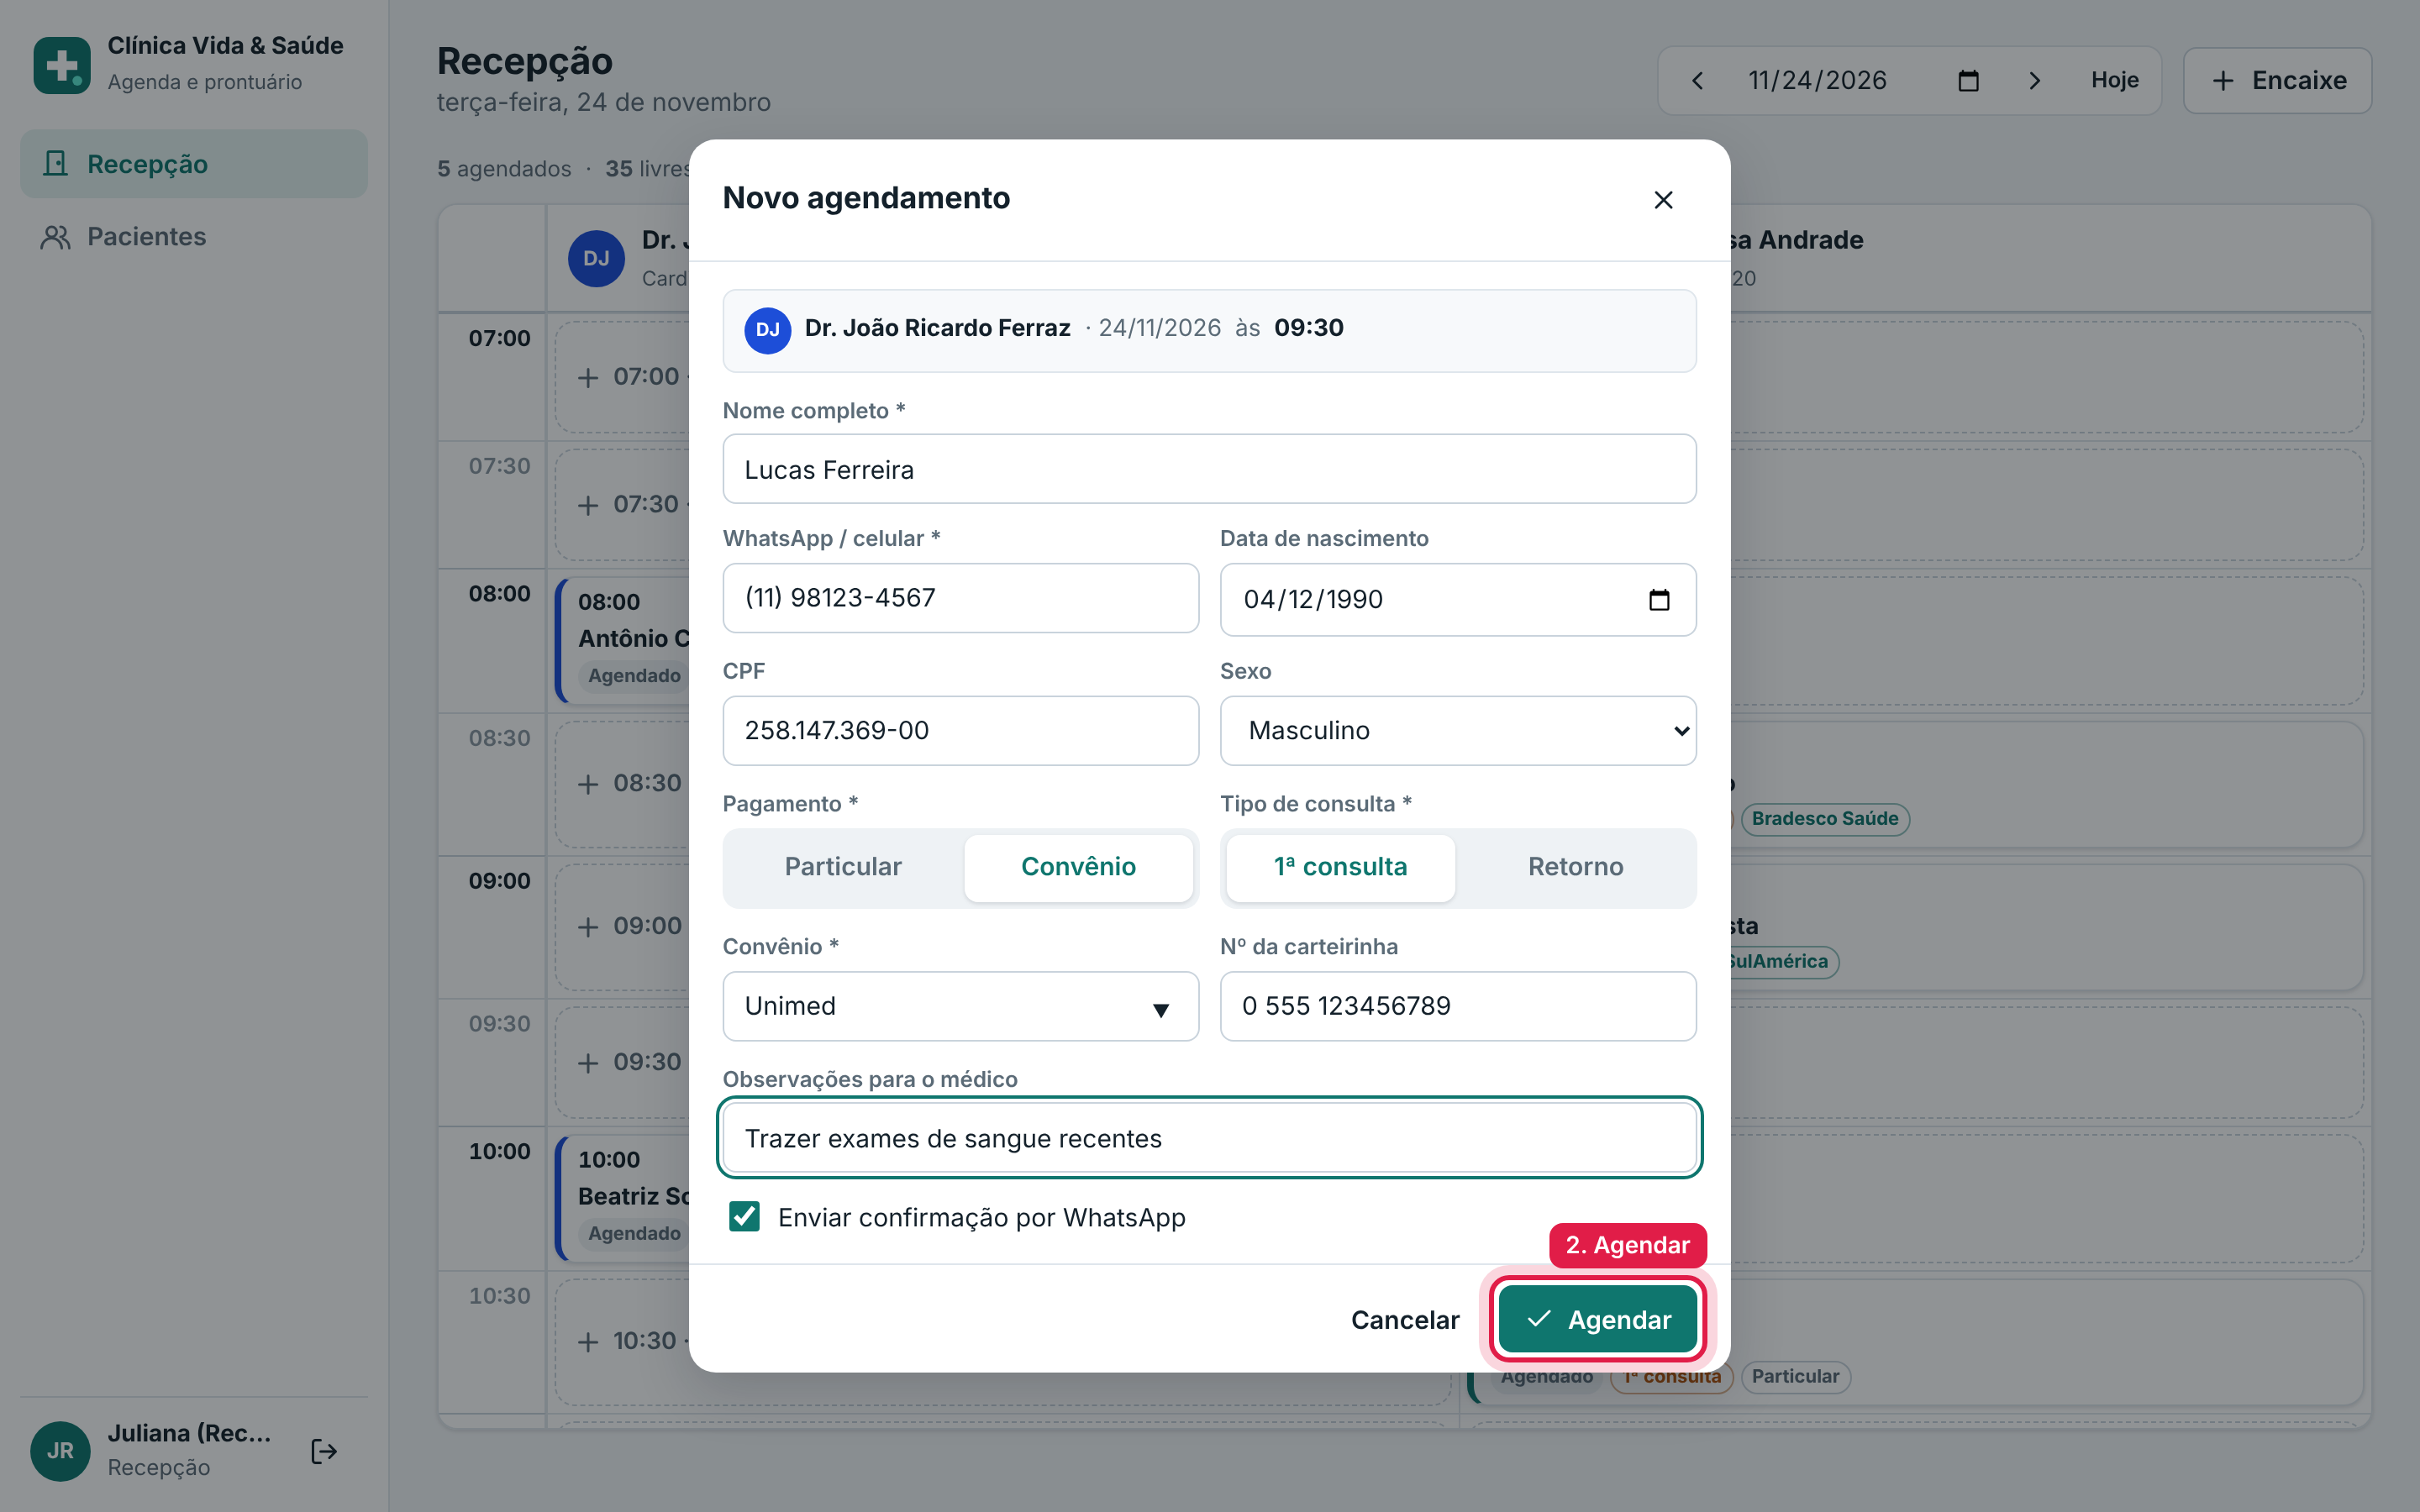 Clínica Vida & Saúde
Agenda e prontuário
Recepção
Pacientes
Juliana (Rec...
Recepção
JR
Recepção
terça-feira, 24 de novembro
11/24/2026
Hoje
Encaixe
5 agendados · 35 livres
DJ
Dr.
Card
sa Andrade
20
07:00
07:00
07:30
07:30
08:00
08:00
Antônio C
Agendado
08:30
08:30
Bradesco Saúde
09:00
09:00
sta
SulAmérica
09:30
09:30
10:00
10:00
Beatriz So
Agendado
10:30
10:30
Agendado
1ª consulta
Particular
Novo agendamento
DJ
Dr. João Ricardo Ferraz · 24/11/2026 às 09:30
Nome completo *
Lucas Ferreira
WhatsApp / celular *
Data de nascimento
(11) 98123-4567
04/12/1990
CPF
Sexo
258.147.369-00
Masculino
Pagamento *
Tipo de consulta *
Particular
Convênio
1ª consulta
Retorno
Convênio *
Nº da carteirinha
Unimed
0 555 123456789
Observações para o médico
Trazer exames de sangue recentes
Enviar confirmação por WhatsApp
2. Agendar
Cancelar
Agendar